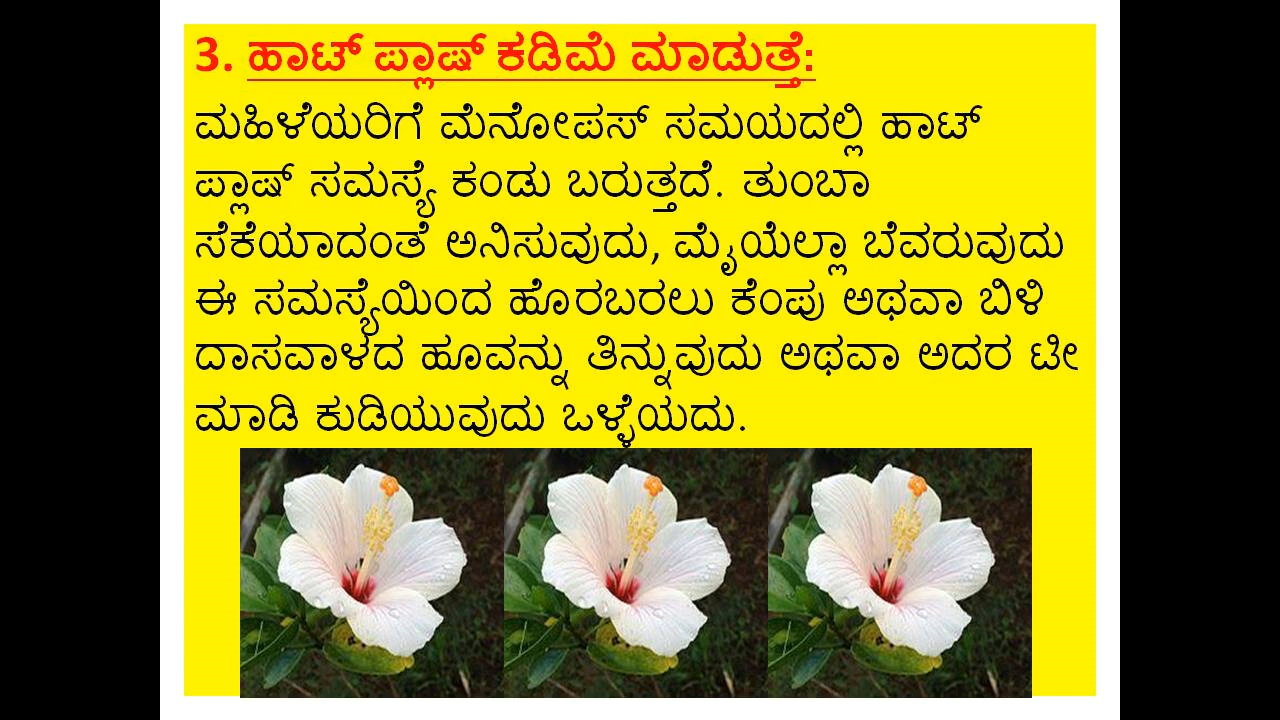 3. ಹಾಟ್ ಪ್ಲಾಷ್ ಕಡಿಮೆ ಮಾಡುತ್ತೆ:
ಮಹಿಳೆಯರಿಗೆ ಮೆನೋಪಸ್ ಸಮಯದಲ್ಲಿ ಹಾಟ್
ಪ್ಲಾಷ್ ಸಮಸ್ಯೆ ಕಂಡು ಬರುತ್ತದೆ. ತುಂಬಾ
ಸೆಕೆಯಾದಂತೆ ಅನಿಸುವುದು, ಮೈಯೆಲ್ಲಾ ಬೆವರುವುದು
ಈ ಸಮಸ್ಯೆಯಿಂದ ಹೊರಬರಲು ಕೆಂಪು ಅಥವಾ ಬಿಳಿ
ದಾಸವಾಳದ ಹೂವನ್ನು ತಿನ್ನುವುದು ಅಥವಾ ಅದರ ಟೀ
ಮಾಡಿ ಕುಡಿಯುವುದು ಒಳ್ಳೆಯದು.